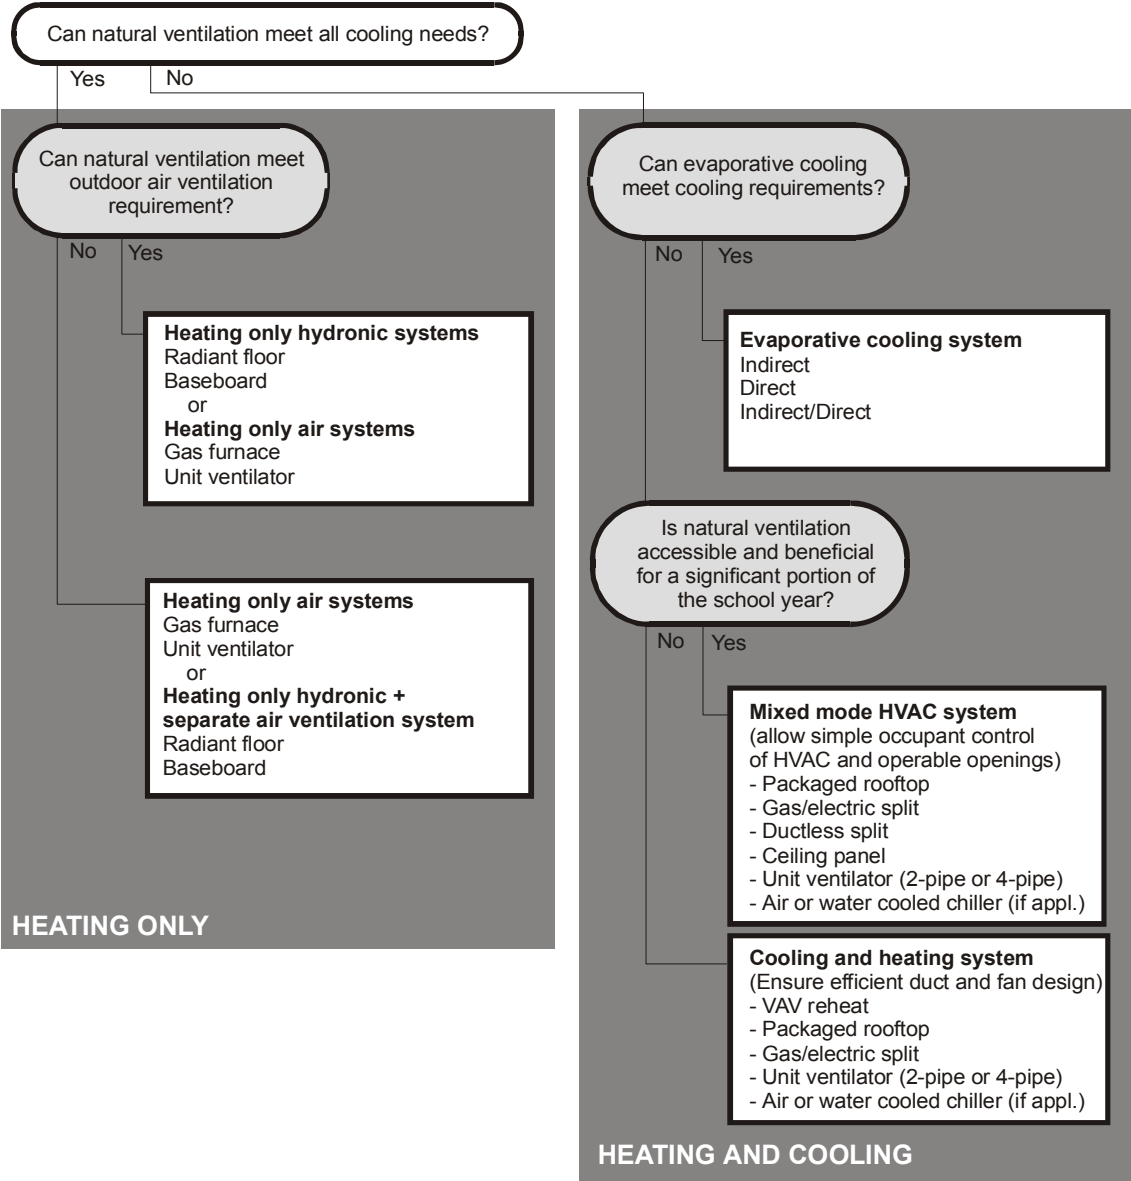 Can natural ventilation meet all cooling needs?
Yes
No
Can natural ventilation meet
outdoor air ventilation
requirement?
No
Yes
Heating only hydronic systems
Radiant floor
Baseboard
or
Heating only air systems
Gas furnace
Unit ventilator
Heating only air systems
Gas furnace
Unit ventilator
or
Heating only hydronic +
separate air ventilation system
Radiant floor
Baseboard
HEATING ONLY
Can evaporative cooling
meet cooling requirements?
No
Yes
Evaporative cooling system
Indirect
Direct
Indirect/Direct
Is natural ventilation
accessible and beneficial
for a significant portion of
the school year?
No
Yes
Mixed mode HVAC system
(allow simple occupant control
of HVAC and operable openings)
- Packaged rooftop
- Gas/electric split
- Ductless split
- Ceiling panel
- Unit ventilator (2-pipe or 4-pipe)
- Air or water cooled chiller (if appl.)
Cooling and heating system
(Ensure efficient duct and fan design)
- VAV reheat
- Packaged rooftop
- Gas/electric split
- Unit ventilator (2-pipe or 4-pipe)
- Air or water cooled chiller (if appl.)
HEATING AND COOLING